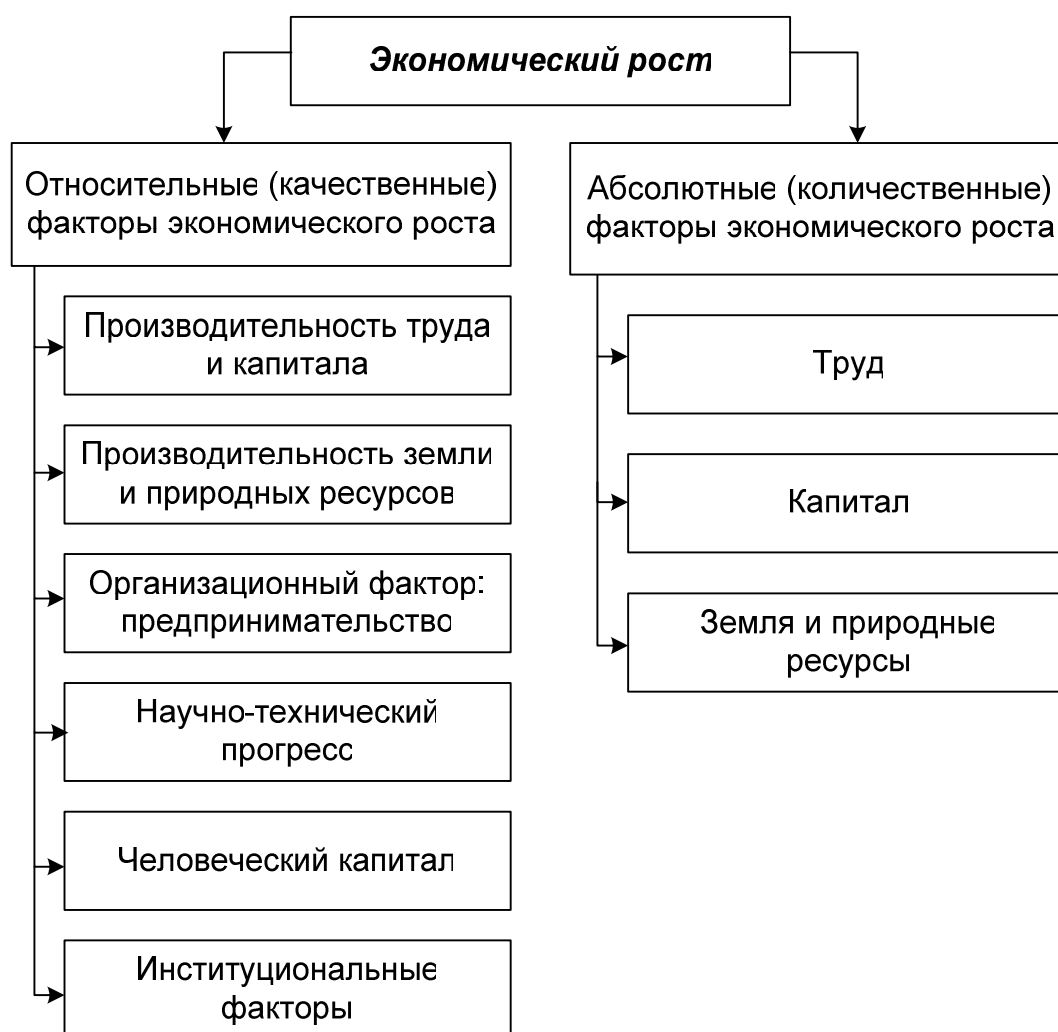 Экономический рост
Относительные (качественные)
факторы экономического роста
Производительность труда
и капитала
Производительность земли
и природных ресурсов
Организационный фактор:
предпринимательство
Научно-технический
прогресс
Человеческий капитал
Институциональные
факторы
Абсолютные (количественные)
факторы экономического роста
Труд
Капитал
Земля и природные
ресурсы